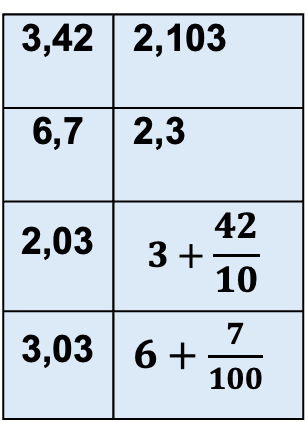 3,42 2,103
6,7 2,3
2,03 3 + 42/10
3,03 6 + 7/100